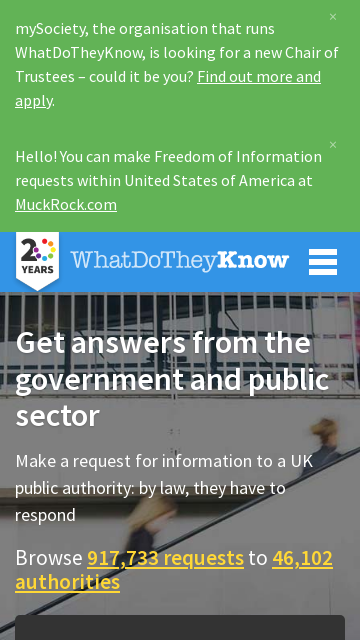 ×
mySociety, the organisation that runs
WhatDoTheyKnow, is looking for a new Chair of
Trustees – could it be you? Find out more and
apply.
×
Hello! You can make Freedom of Information
requests within United States of America at
MuckRock.com
20
YEARS
WhatDoTheyKnow
Get answers from the
government and public
sector
Make a request for information to a UK
public authority: by law, they have to
respond
Browse 917,733 requests to 46,102
authorities